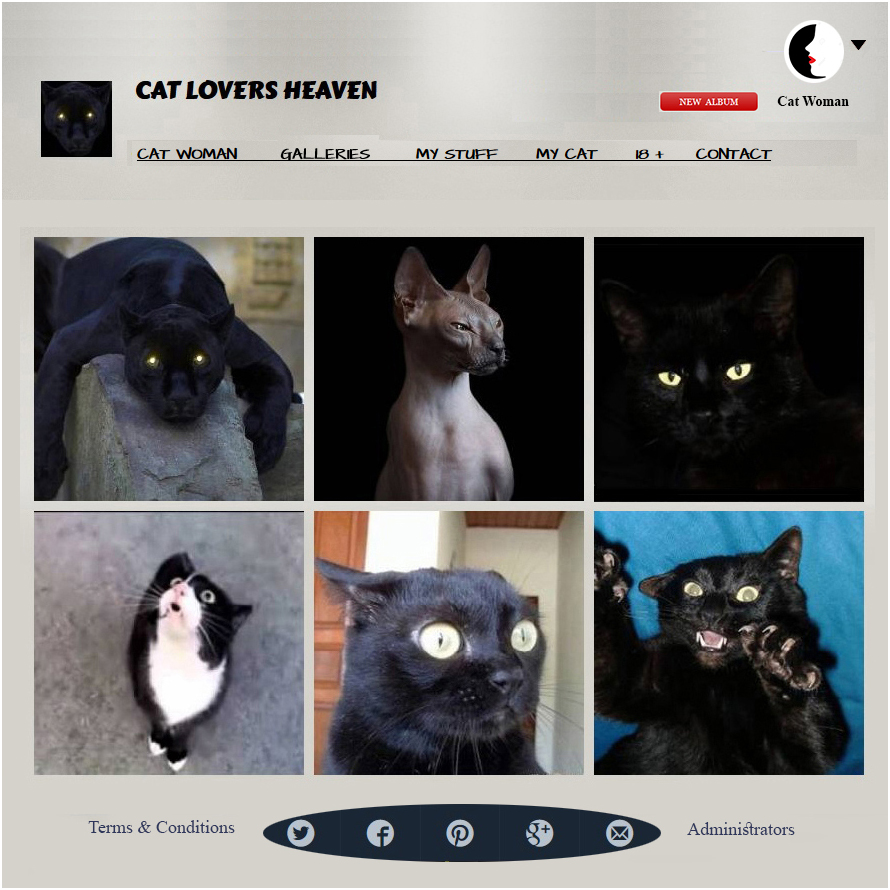 CAT LOVERS HEAVEN
NEW ALBUM
Cat Woman
CAT WOMAN GALLERIES MY STUFF MY CAT 18 + CONTACT
Terms & Conditions
g+
Administrators